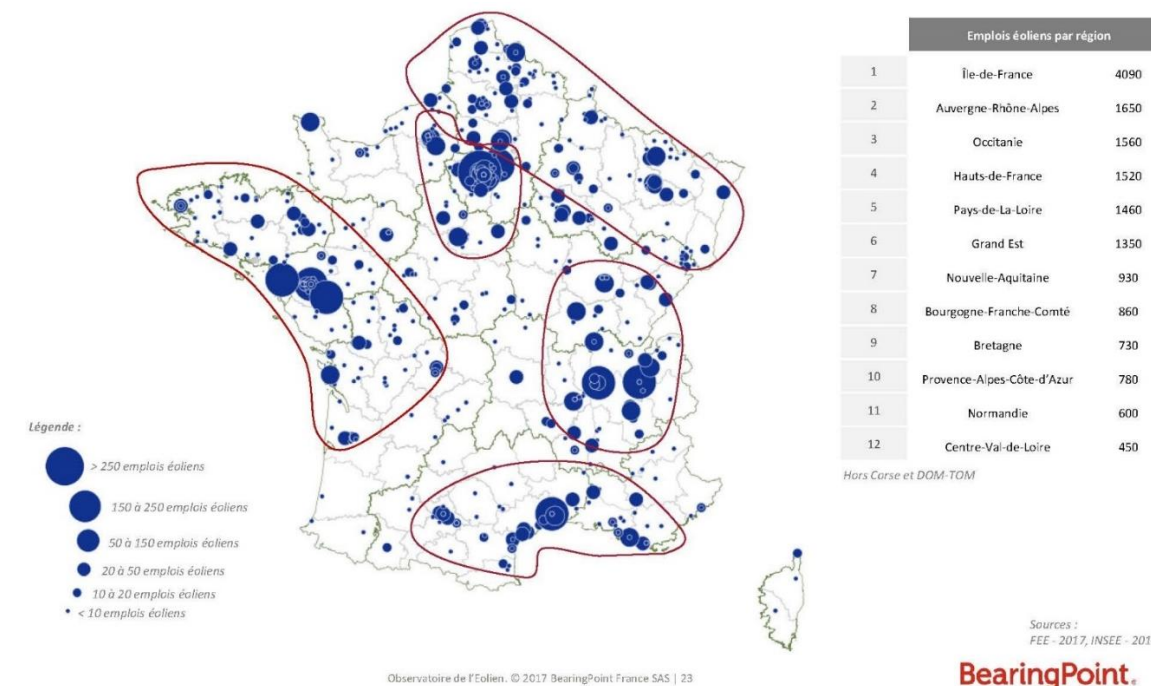 Emplois éoliens par région
1 Île-de-France 4090
2 Auvergne-Rhône-Alpes 1650
3 Occitanie 1560
4 Hauts-de-France 1520
5 Pays-de-La-Loire 1460
6 Grand Est 1350
7 Nouvelle-Aquitaine 930
8 Bourgogne-Franche-Comté 860
9 Bretagne 730
10 Provence-Alpes-Côte-d'Azur 780
11 Normandie 600
12 Centre-Val-de-Loire 450
Hors Corse et DOM-TOM
Légende :
> 250 emplois éoliens
150 à 250 emplois éoliens
50 à 150 emplois éoliens
20 à 50 emplois éoliens
10 à 20 emplois éoliens
< 10 emplois éoliens
Sources :
FEE - 2017, INSEE - 201
Observatoire de l'Eolien. © 2017 BearingPoint France SAS | 23
BearingPoint.